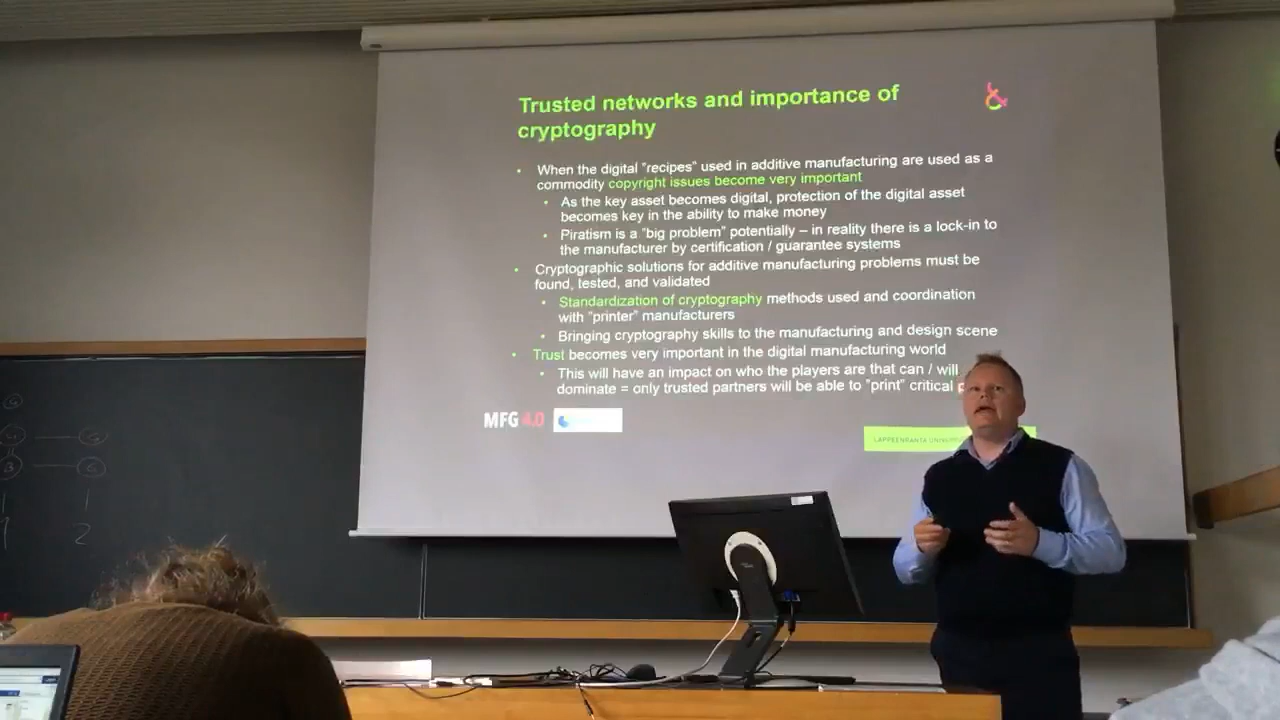 Trusted networks and importance of
cryptography
• When the digital "recipes" used in additive manufacturing are used as a
commodity copyright issues become very important
• As the key asset becomes digital, protection of the digital asset
becomes key in the ability to make money
• Piratism is a "big problem" potentially – in reality there is a lock-in to
the manufacturer by certification / guarantee systems
• Cryptographic solutions for additive manufacturing problems must be
found, tested, and validated
• Standardization of cryptography methods used and coordination
with "printer" manufacturers
• Bringing cryptography skills to the manufacturing and design scene
• Trust becomes very important in the digital manufacturing world
• This will have an impact on who the players are that can / will
dominate = only trusted partners will be able to "print" critical
MFG 4.0
LAPPEENRANTA
1 1
1 2